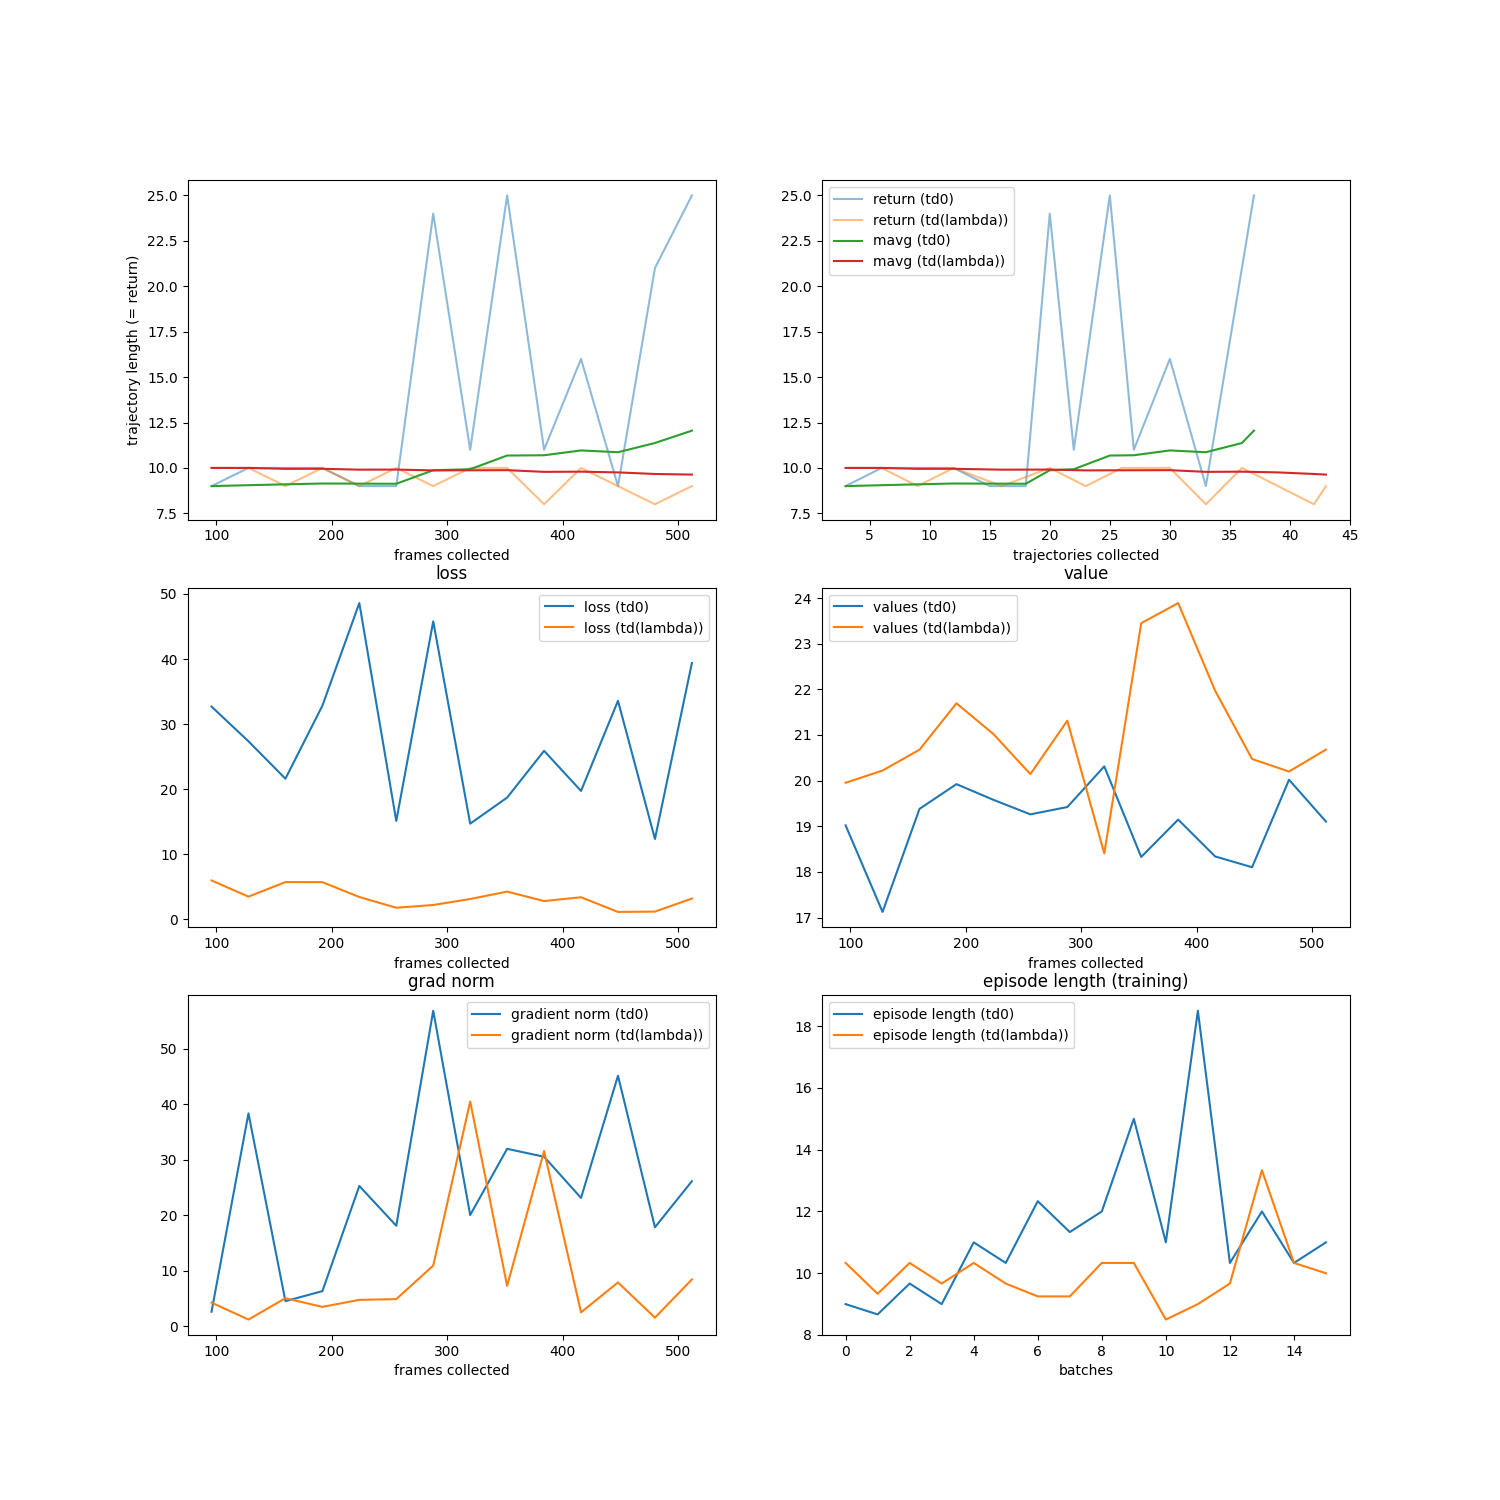 25.0
22.5
20.0
17.5
15.0
12.5
10.0
7.5
trajectory length (= return)
100 200 300 400 500
frames collected
25.0
22.5
20.0
17.5
15.0
12.5
10.0
7.5
return (td0)
return (td(lambda))
mavg (td0)
mavg (td(lambda))
5 10 15 20 25 30 35 40 45
trajectories collected
loss
50
40
30
20
10
0
loss (td0)
loss (td(lambda))
100 200 300 400 500
frames collected
value
24
23
22
21
20
19
18
17
values (td0)
values (td(lambda))
100 200 300 400 500
frames collected
grad norm
50
40
30
20
10
0
gradient norm (td0)
gradient norm (td(lambda))
100 200 300 400 500
frames collected
episode length (training)
18
16
14
12
10
8
episode length (td0)
episode length (td(lambda))
0 2 4 6 8 10 12 14
batches